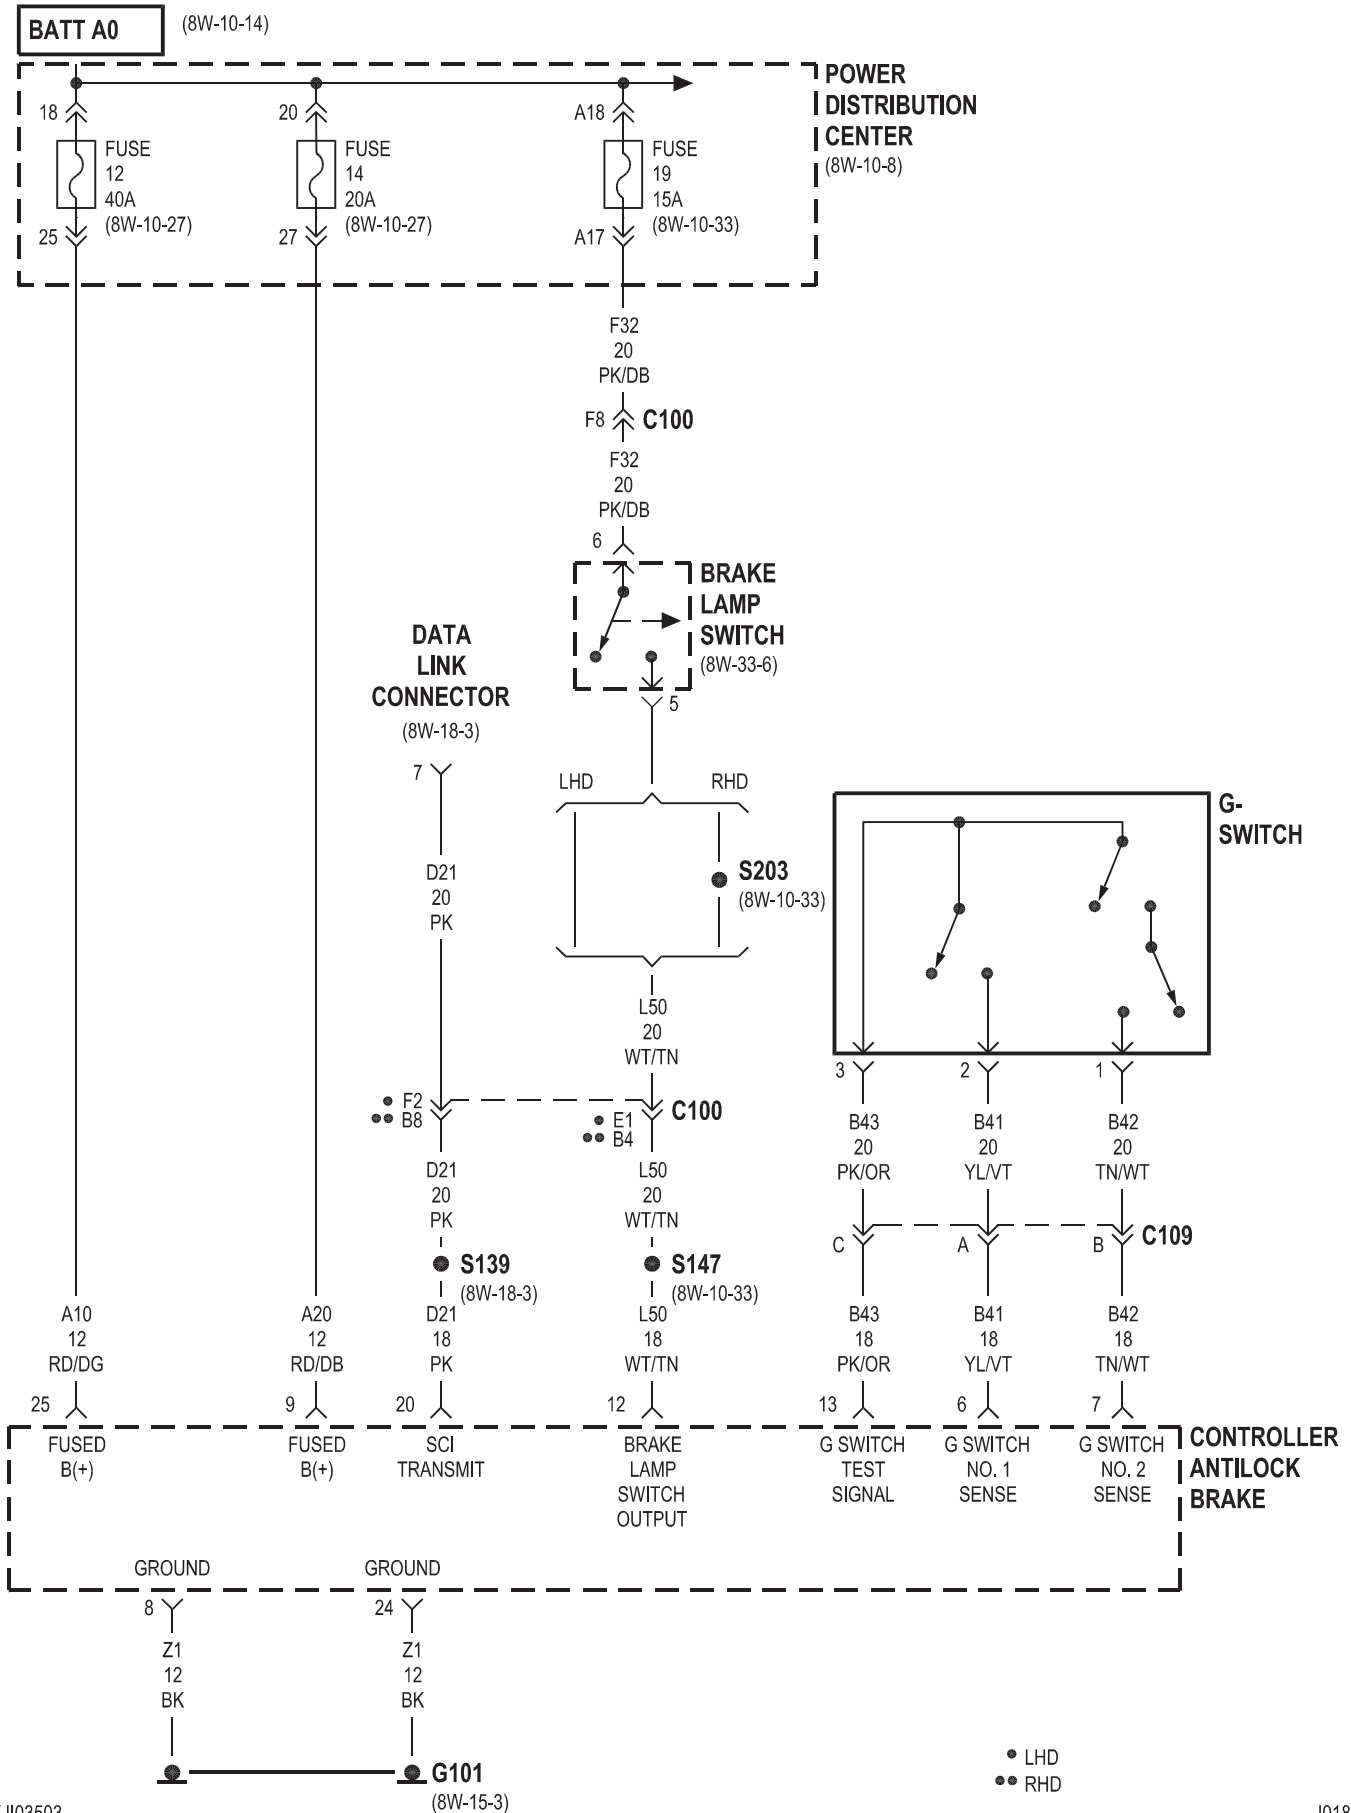 BATT A0
(8W-10-14)
POWER
DISTRIBUTION
CENTER
(8W-10-8)
18
FUSE
12
40A
(8W-10-27)
25
20
FUSE
14
20A
(8W-10-27)
27
A18
FUSE
19
15A
(8W-10-33)
A17
F32
20
PK/DB
F8
C100
F32
20
PK/DB
6
BRAKE
LAMP
SWITCH
(8W-33-6)
5
DATA
LINK
CONNECTOR
(8W-18-3)
7
LHD
RHD
D21
20
PK
S203
(8W-10-33)
G-
SWITCH
L50
20
WT/TN
3
2
1
F2
B8
E1
B4
C100
B43
20
PK/OR
B41
20
YL/VT
B42
20
TN/WT
D21
20
PK
L50
20
WT/TN
C
A
B
C109
S139
(8W-18-3)
S147
(8W-10-33)
A10
12
RD/DG
A20
12
RD/DB
D21
18
PK
L50
18
WT/TN
B43
18
PK/OR
B41
18
YL/VT
B42
18
TN/WT
25
9
20
12
13
6
7
FUSED
B(+)
FUSED
B(+)
SCI
TRANSMIT
BRAKE
LAMP
SWITCH
OUTPUT
G SWITCH
TEST
SIGNAL
G SWITCH
NO. 1
SENSE
G SWITCH
NO. 2
SENSE
CONTROLLER
ANTILOCK
BRAKE
GROUND
GROUND
8
24
Z1
12
BK
Z1
12
BK
G101
(8W-15-3)
LHD
RHD